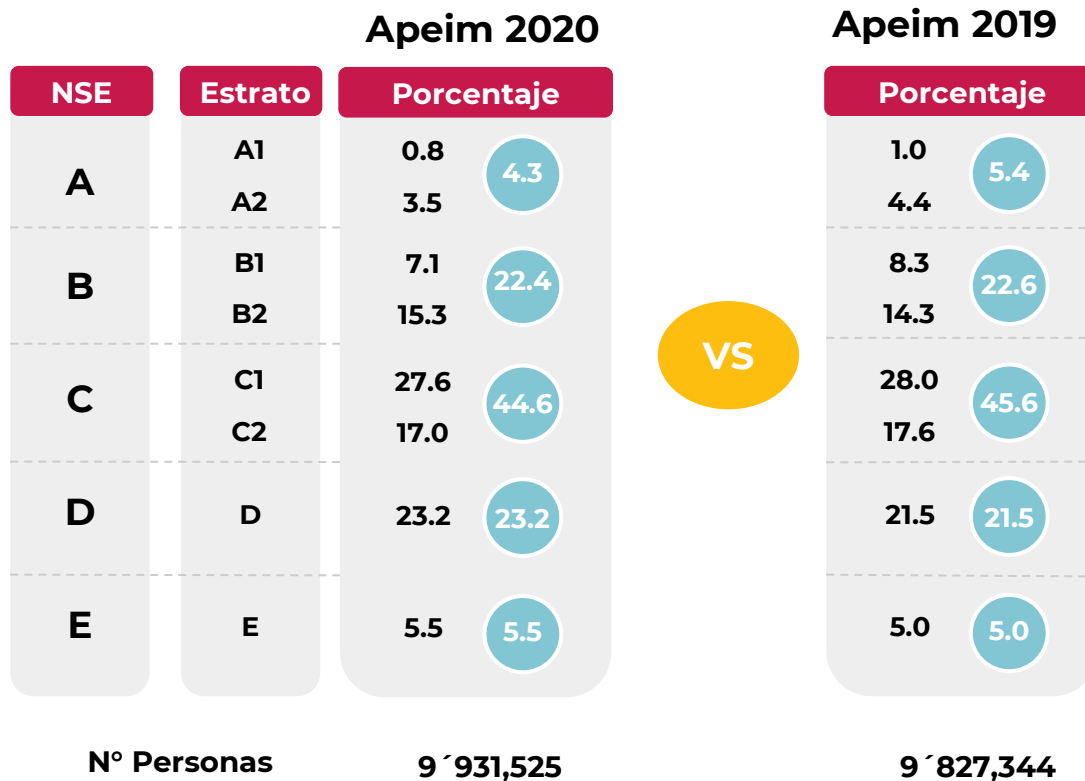 Apeim 2020 Apeim 2019
NSE Estrato Porcentaje Porcentaje
A1 0.8 1.0
A 4.3 5.4
A2 3.5 4.4
B1 7.1 8.3
B 22.4 22.6
B2 15.3 14.3
VS
C1 27.6 28.0
C 44.6 45.6
C2 17.0 17.6
D D 23.2 23.2 21.5 21.5
E E 5.5 5.5 5.0 5.0
N° Personas 9´931,525 9´827,344